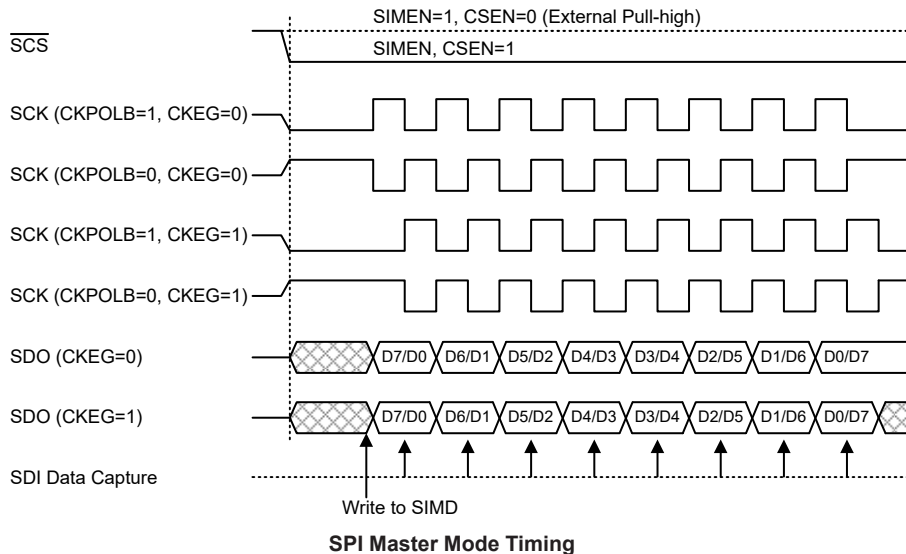 SIMEN=1, CSEN=0 (External Pull-high)
SCS
SIMEN, CSEN=1
SCK (CKPOLB=1, CKEG=0)
SCK (CKPOLB=0, CKEG=0)
SCK (CKPOLB=1, CKEG=1)
SCK (CKPOLB=0, CKEG=1)
SDO (CKEG=0) D7/D0 D6/D1 D5/D2 D4/D3 D3/D4 D2/D5 D1/D6 D0/D7
SDO (CKEG=1) D7/D0 D6/D1 D5/D2 D4/D3 D3/D4 D2/D5 D1/D6 D0/D7
SDI Data Capture
Write to SIMD
SPI Master Mode Timing